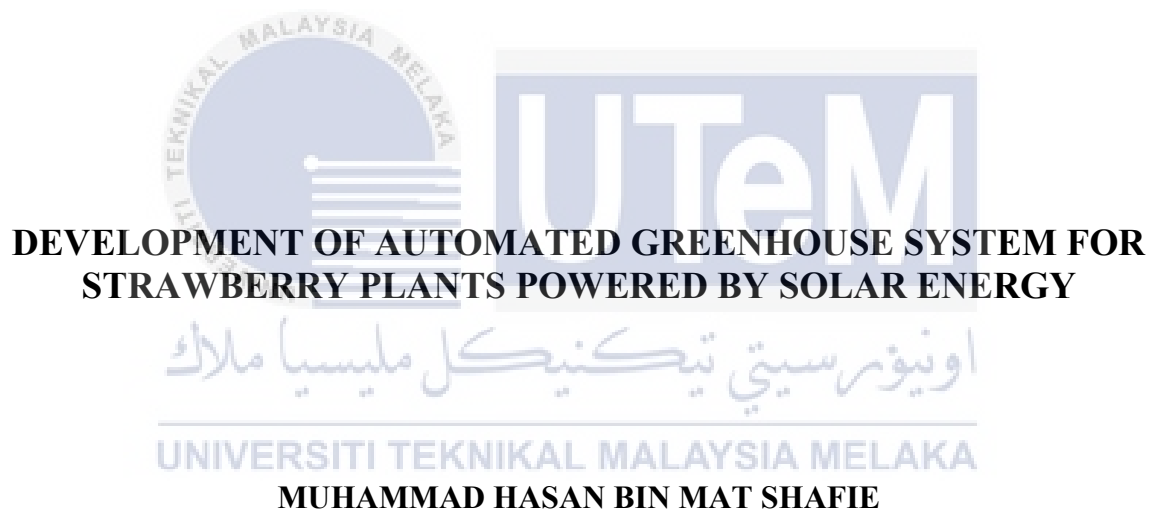 UNIVERSITI TEKNIKAL MALAYSIA MELAKA
UTeM
DEVELOPMENT OF AUTOMATED GREENHOUSE SYSTEM FOR
STRAWBERRY PLANTS POWERED BY SOLAR ENERGY
اونيۏرسيتي تيكنيكل مليسيا ملاك
UNIVERSITI TEKNIKAL MALAYSIA MELAKA
MUHAMMAD HASAN BIN MAT SHAFIE